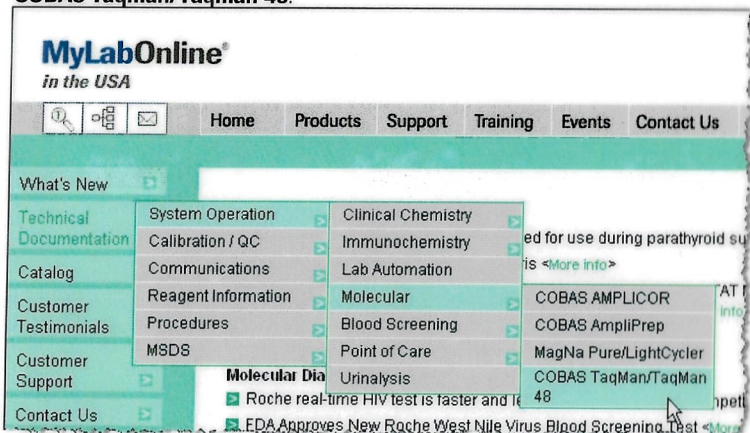 COBAS Taqman/Taqman 48.
MyLabOnline®
in the USA
Home Products Support Training Events Contact Us
What's New
Technical
Documentation
Catalog
Customer
Testimonials
Customer
Support
Contact Us
System Operation
Calibration / QC
Communications
Reagent Information
Procedures
MSDS
Clinical Chemistry
Immunochemistry
Lab Automation
Molecular
Blood Screening
Point of Care
Urinalysis
COBAS AMPLICOR
COBAS AmpliPrep
MagNa Pure/LightCycler
COBAS TaqMan/TaqMan
48
ed for use during parathyroid su
ris <More info>
Molecular Dia
Roche real-time HIV test is faster and le
FDA Approves New Roche West Nile Virus Blood Screening Test <More